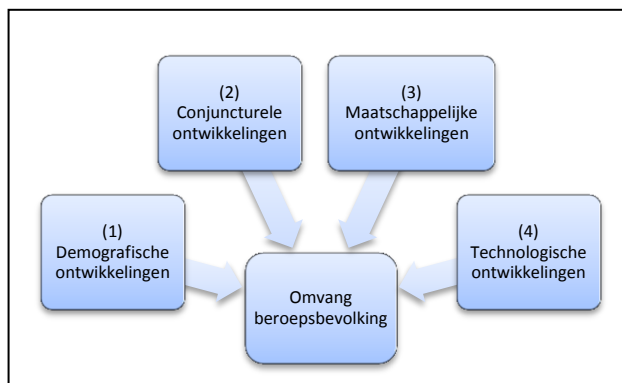 (1)
Demografische
ontwikkelingen
(2)
Conjuncturele
ontwikkelingen
(3)
Maatschappelijke
ontwikkelingen
(4)
Technologische
ontwikkelingen
Omvang
beroepsbevolking